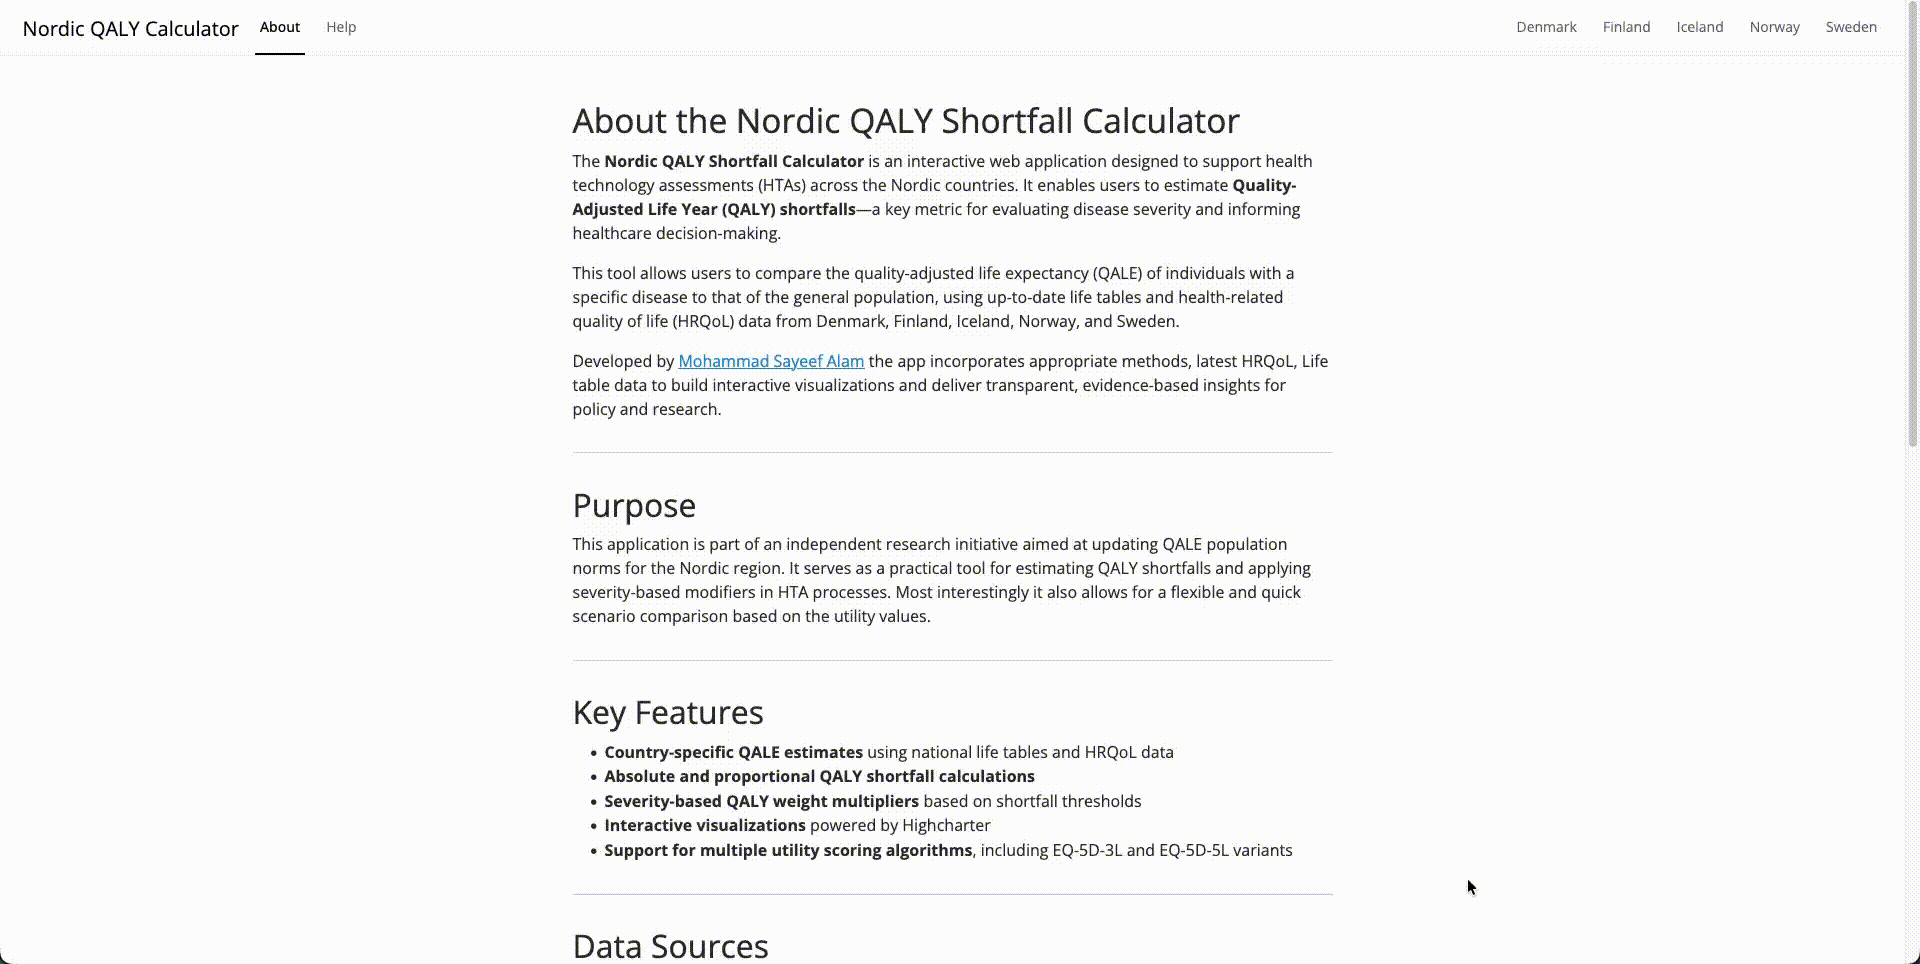 Nordic QALY Calculator About Help Denmark Finland Iceland Norway Sweden
About the Nordic QALY Shortfall Calculator
The Nordic QALY Shortfall Calculator is an interactive web application designed to support health
technology assessments (HTAs) across the Nordic countries. It enables users to estimate Quality-
Adjusted Life Year (QALY) shortfalls—a key metric for evaluating disease severity and informing
healthcare decision-making.
This tool allows users to compare the quality-adjusted life expectancy (QALE) of individuals with a
specific disease to that of the general population, using up-to-date life tables and health-related
quality of life (HRQoL) data from Denmark, Finland, Iceland, Norway, and Sweden.
Developed by Mohammad Sayeef Alam the app incorporates appropriate methods, latest HRQoL, Life
table data to build interactive visualizations and deliver transparent, evidence-based insights for
policy and research.
Purpose
This application is part of an independent research initiative aimed at updating QALE population
norms for the Nordic region. It serves as a practical tool for estimating QALY shortfalls and applying
severity-based modifiers in HTA processes. Most interestingly it also allows for a flexible and quick
scenario comparison based on the utility values.
Key Features
• Country-specific QALE estimates using national life tables and HRQoL data
• Absolute and proportional QALY shortfall calculations
• Severity-based QALY weight multipliers based on shortfall thresholds
• Interactive visualizations powered by Highcharter
• Support for multiple utility scoring algorithms, including EQ-5D-3L and EQ-5D-5L variants
Data Sources